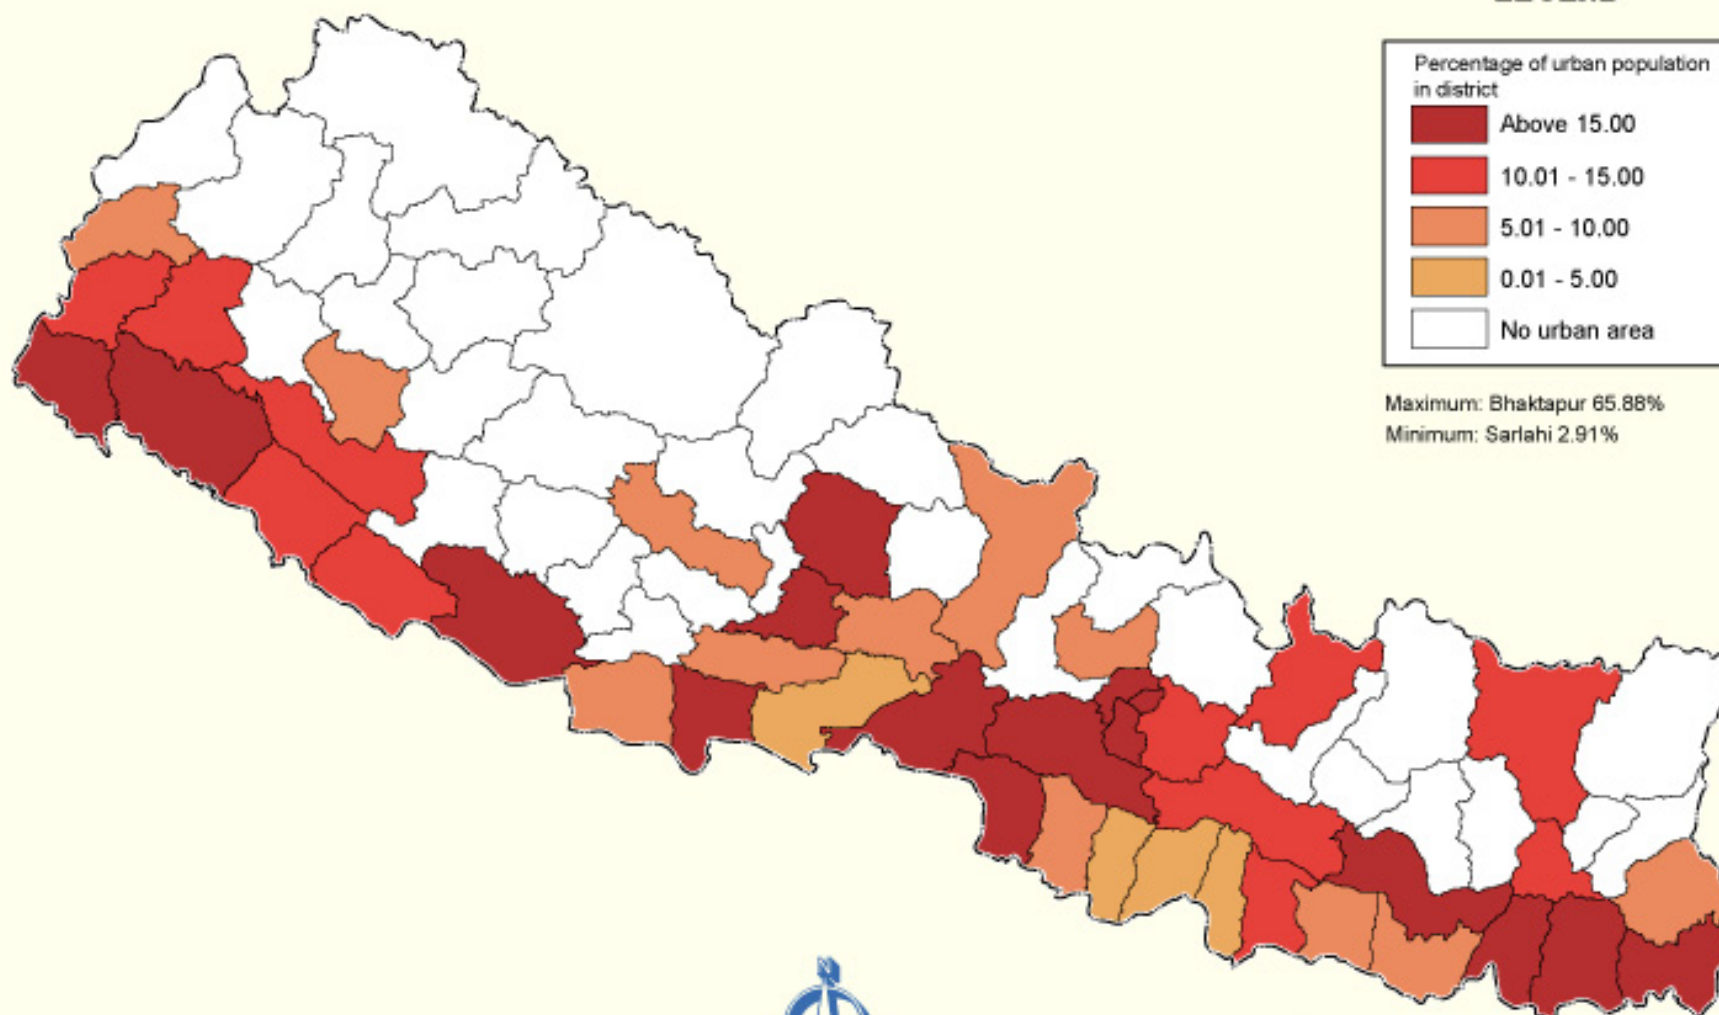 Percentage of urban population
in district
Above 15.00
10.01 - 15.00
5.01 - 10.00
0.01 - 5.00
No urban area
Maximum: Bhaktapur 65.88%
Minimum: Sarlahi 2.91%
N